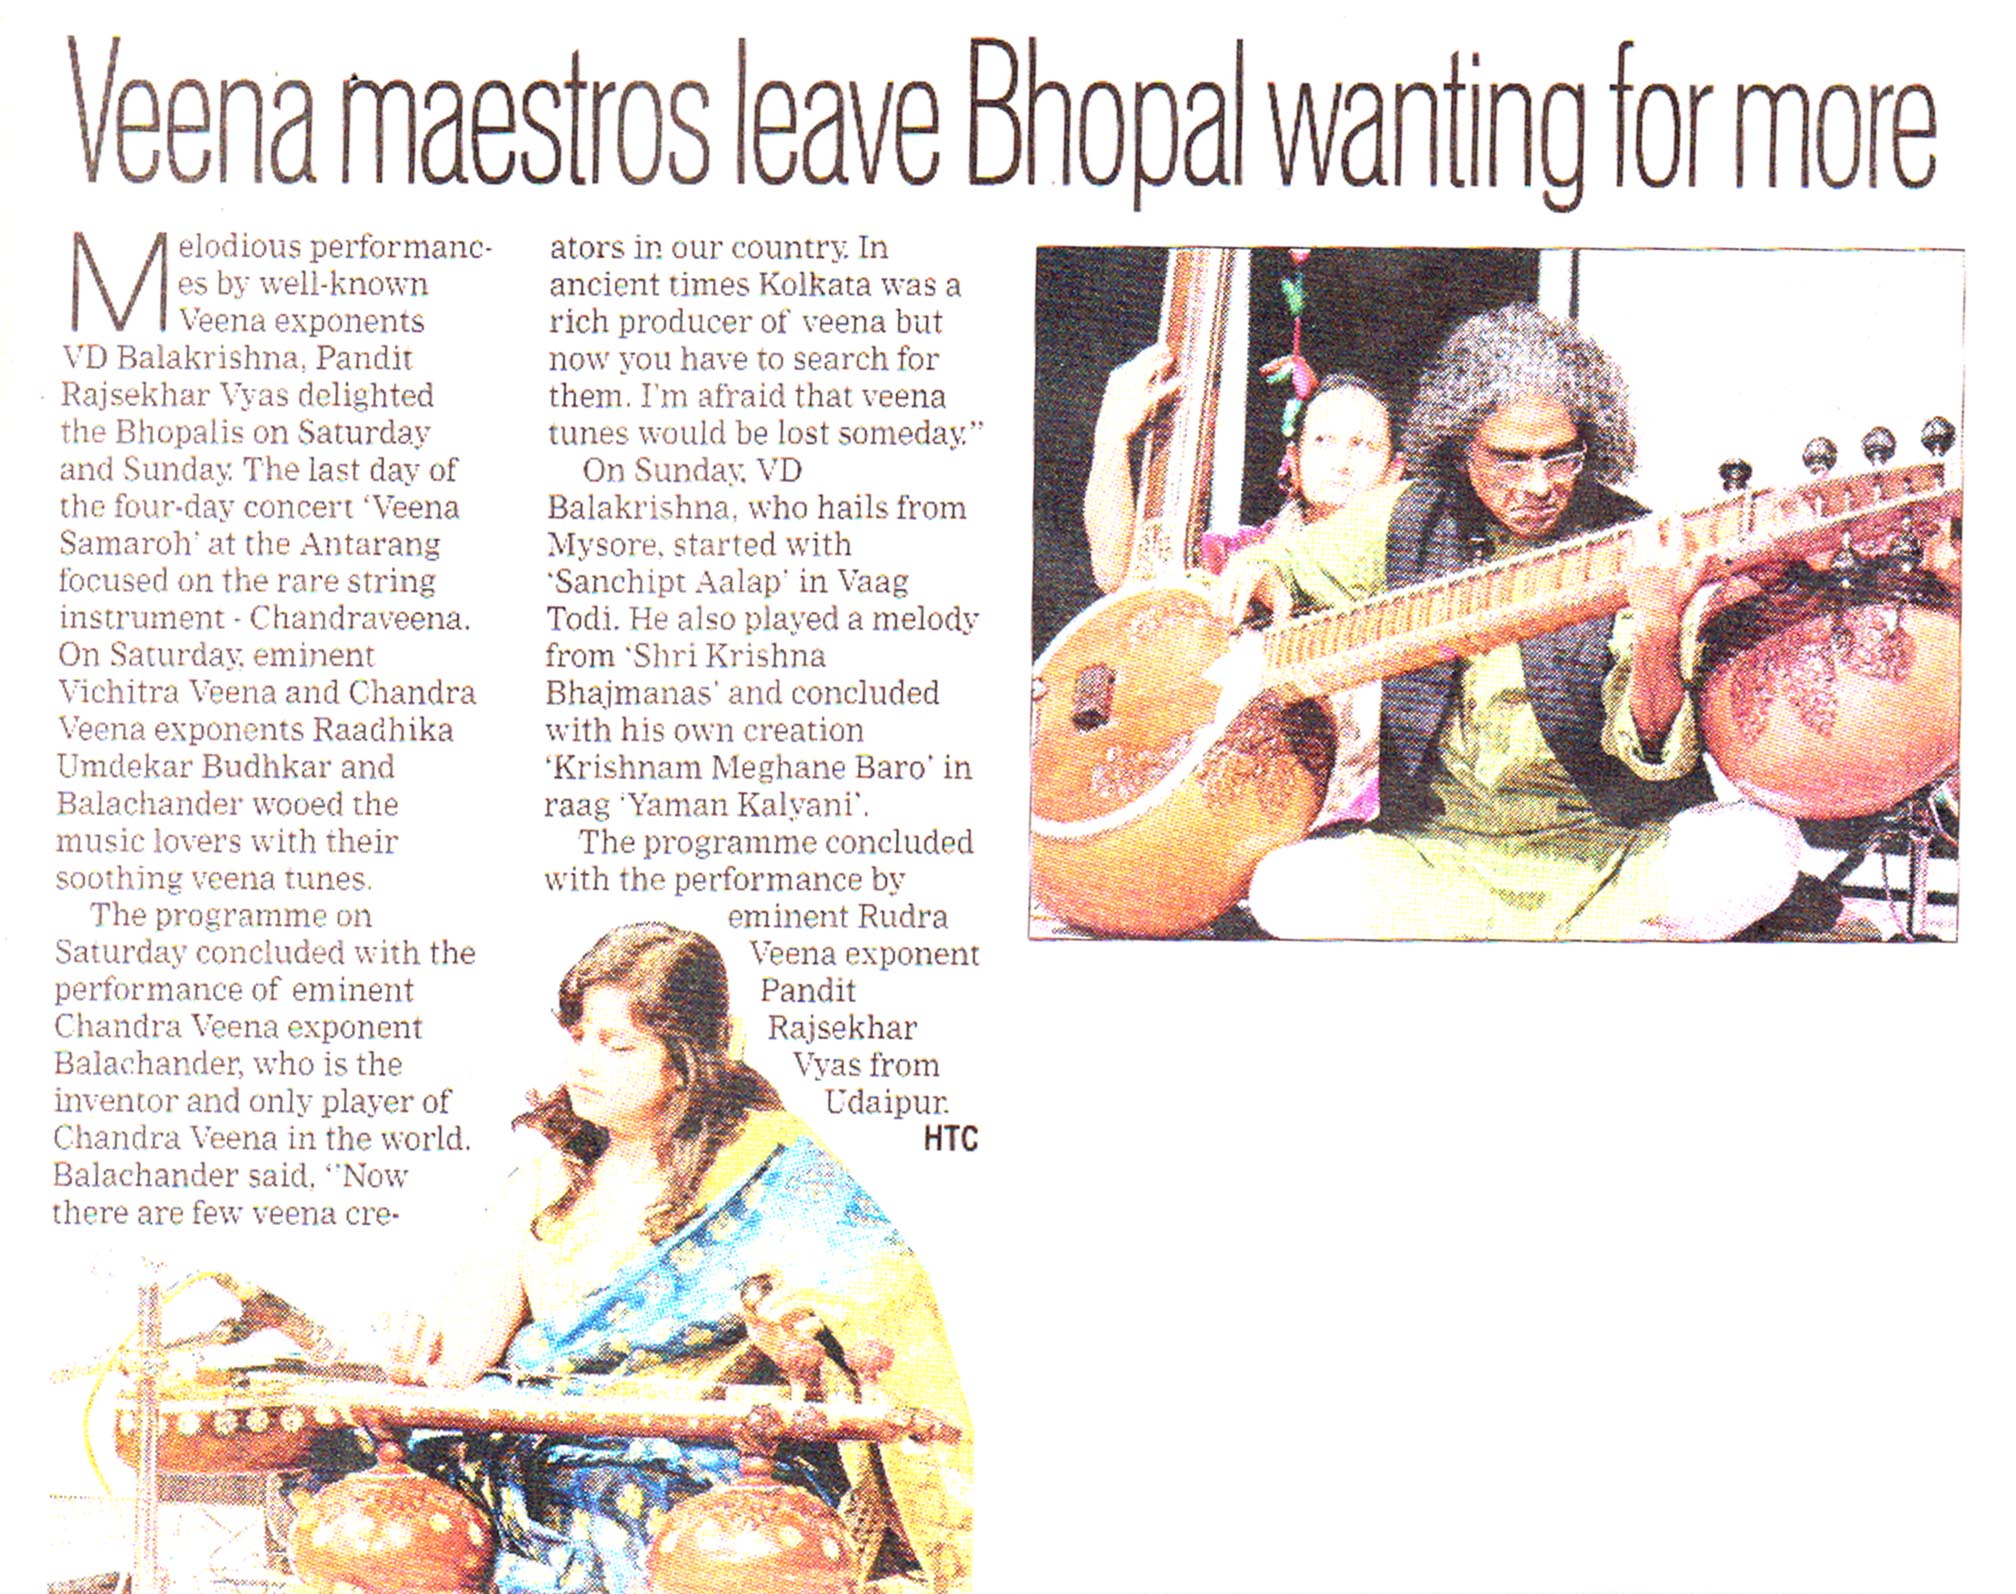 Veena maestros leave Bhopal wanting for more
Melodious performanc-
es by well-known
Veena exponents
VD Balakrishna, Pandit
Rajsekhar Vyas delighted
the Bhopalis on Saturday
and Sunday. The last day of
the four-day concert ‘Veena
Samaroh’ at the Antarang
focused on the rare string
instrument - Chandraveena.
On Saturday, eminent
Vichitra Veena and Chandra
Veena exponents Raadhika
Umdekar Budhkar and
Balachander wooed the
music lovers with their
soothing veena tunes.
The programme on
Saturday concluded with the
performance of eminent
Chandra Veena exponent
Balachander, who is the
inventor and only player of
Chandra Veena in the world.
Balachander said, “Now
there are few veena cre-
ators in our country. In
ancient times Kolkata was a
rich producer of veena but
now you have to search for
them. I’m afraid that veena
tunes would be lost someday.”
On Sunday, VD
Balakrishna, who hails from
Mysore, started with
‘Sanchipt Aalap’ in Vaag
Todi. He also played a melody
from ‘Shri Krishna
Bhajmanas’ and concluded
with his own creation
‘Krishnam Meghane Baro’ in
raag ‘Yaman Kalyani’.
The programme concluded
with the performance by
eminent Rudra
Veena exponent
Pandit
Rajsekhar
Vyas from
Udaipur.
HTC